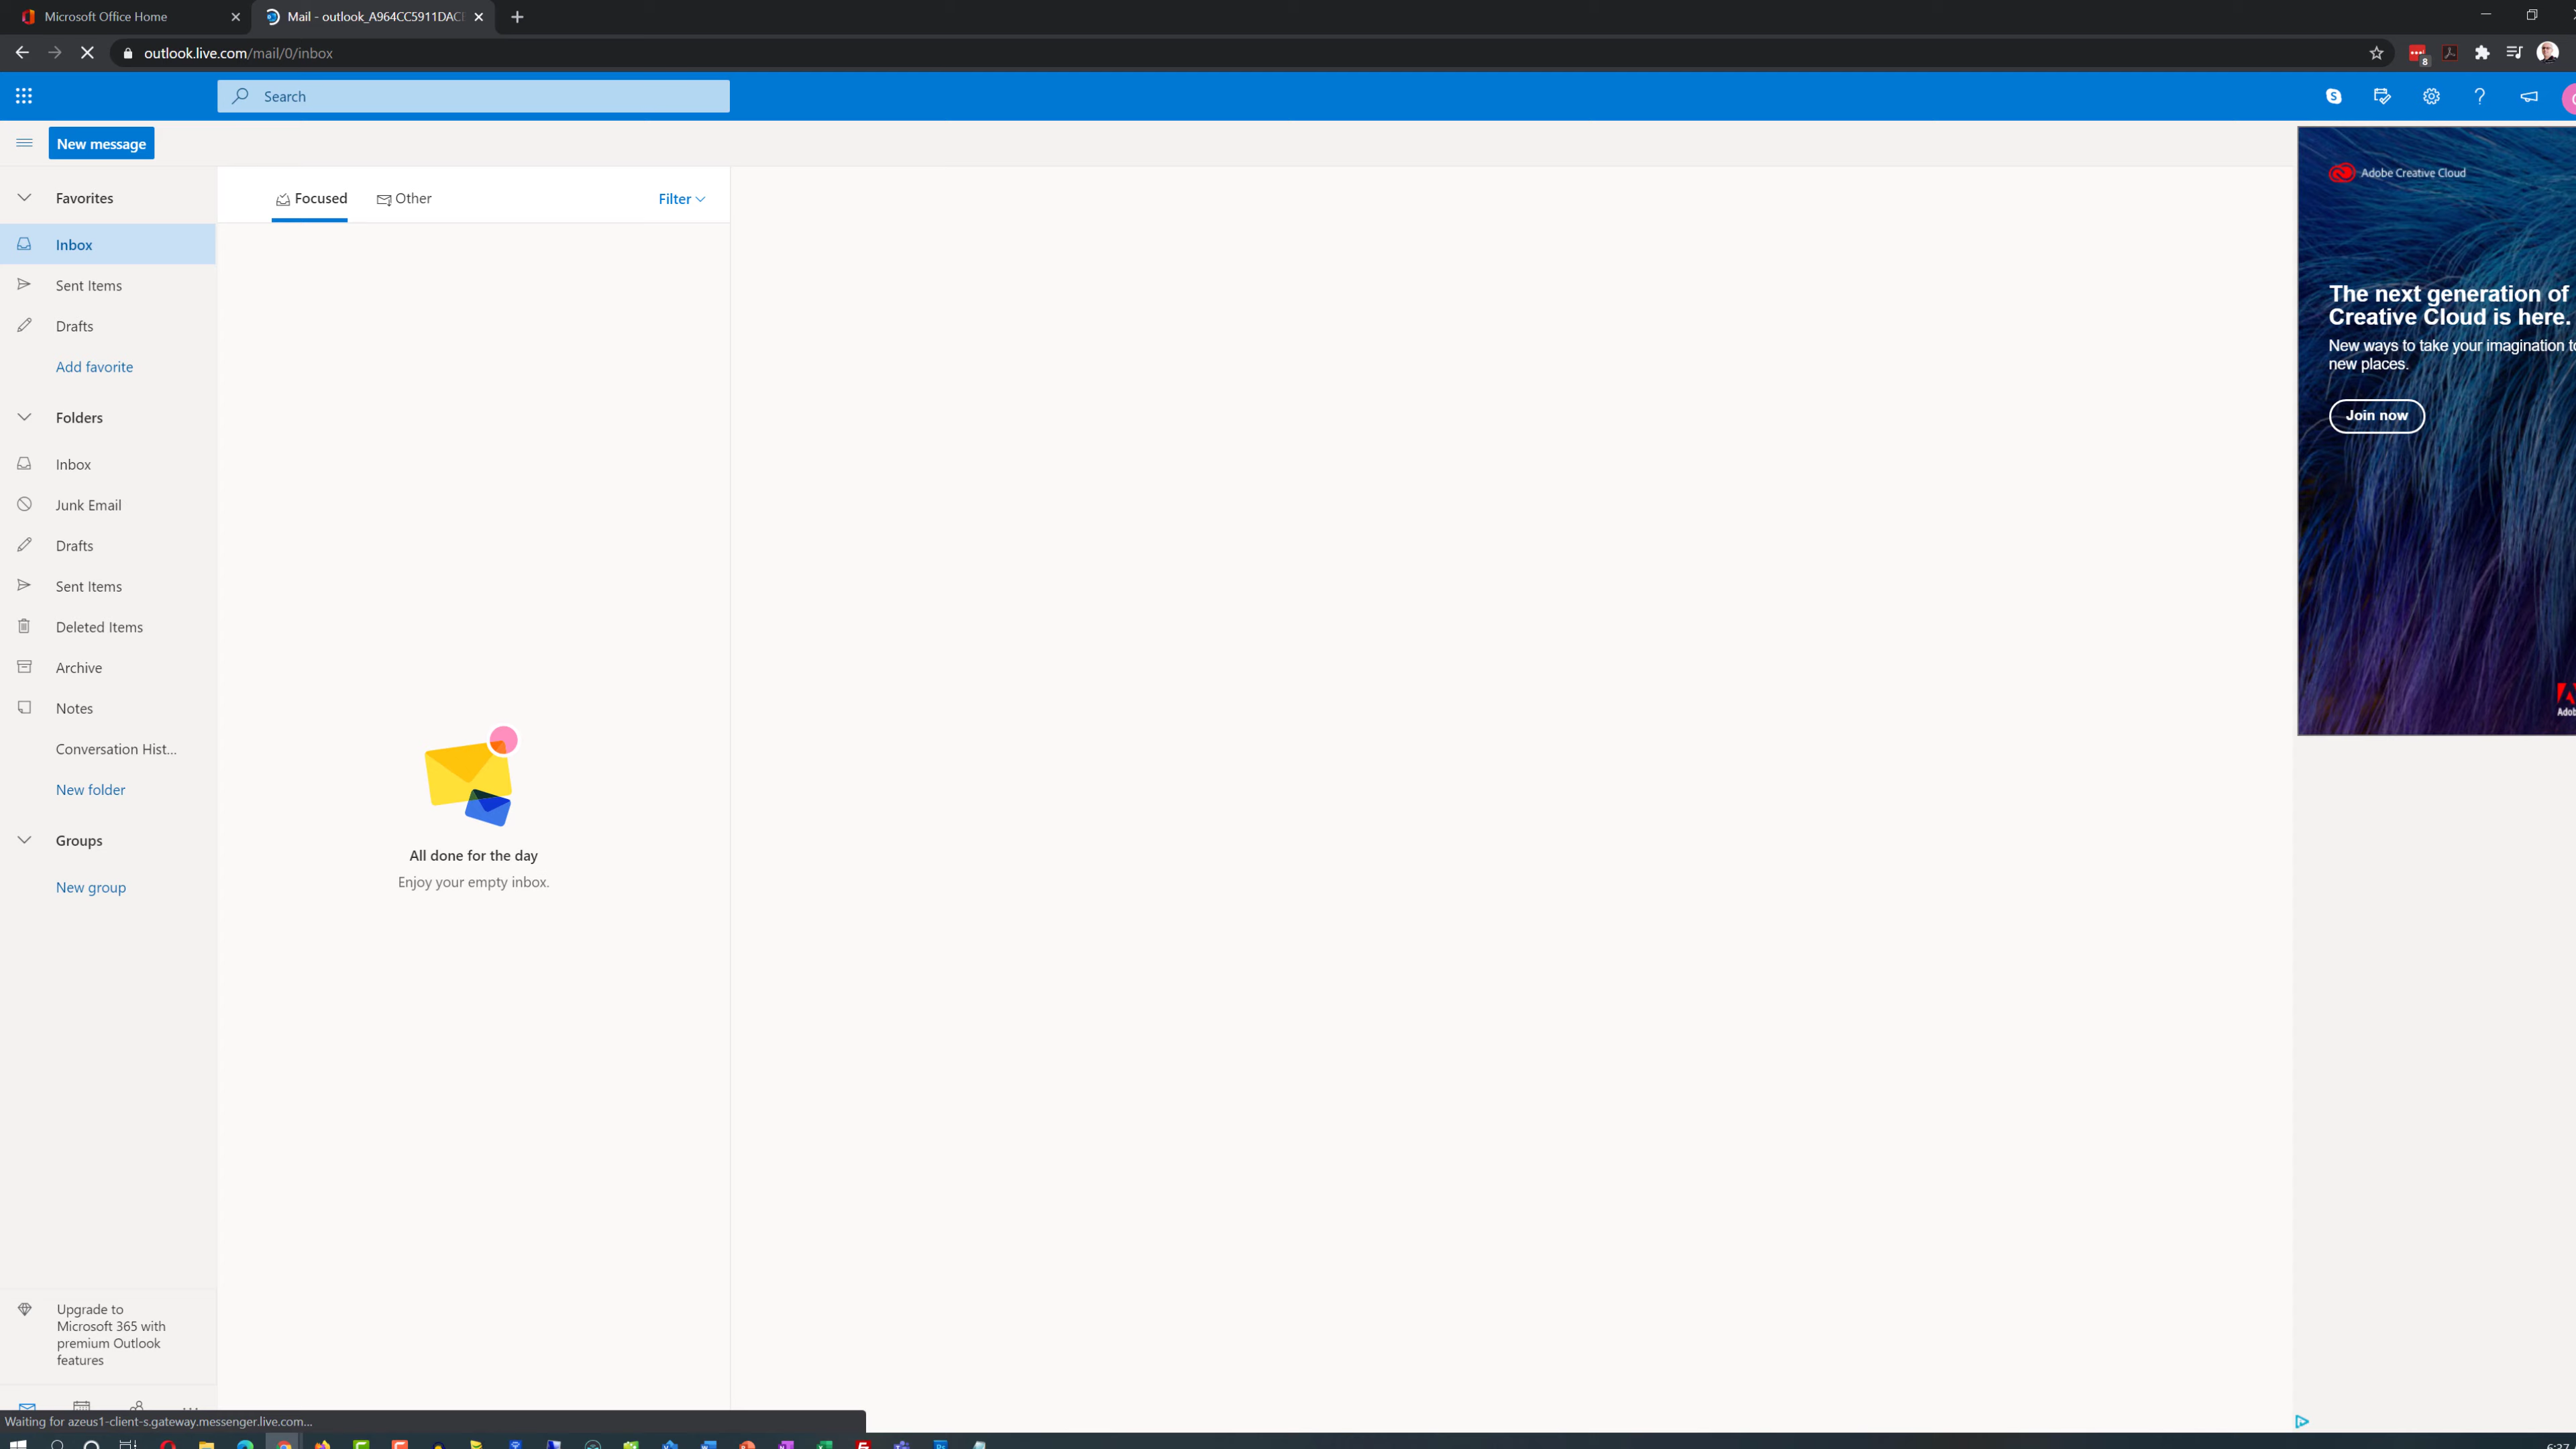 Microsoft Office Home
Mail - outlook_A964CC5911DAC
outlook.live.com/mail/0/inbox
8
Search
New message
Favorites
Inbox
Sent Items
Drafts
Add favorite
Folders
Inbox
Junk Email
Drafts
Sent Items
Deleted Items
Archive
Notes
Conversation Hist...
New folder
Groups
New group
Upgrade to
Microsoft 365 with
premium Outlook
features
Focused
Other
Filter
All done for the day
Enjoy your empty inbox.
Adobe Creative Cloud
The next generation of
Creative Cloud is here.
New ways to take your imagination
new places.
Join now
Waiting for azeus1-client-s.gateway.messenger.live.com...